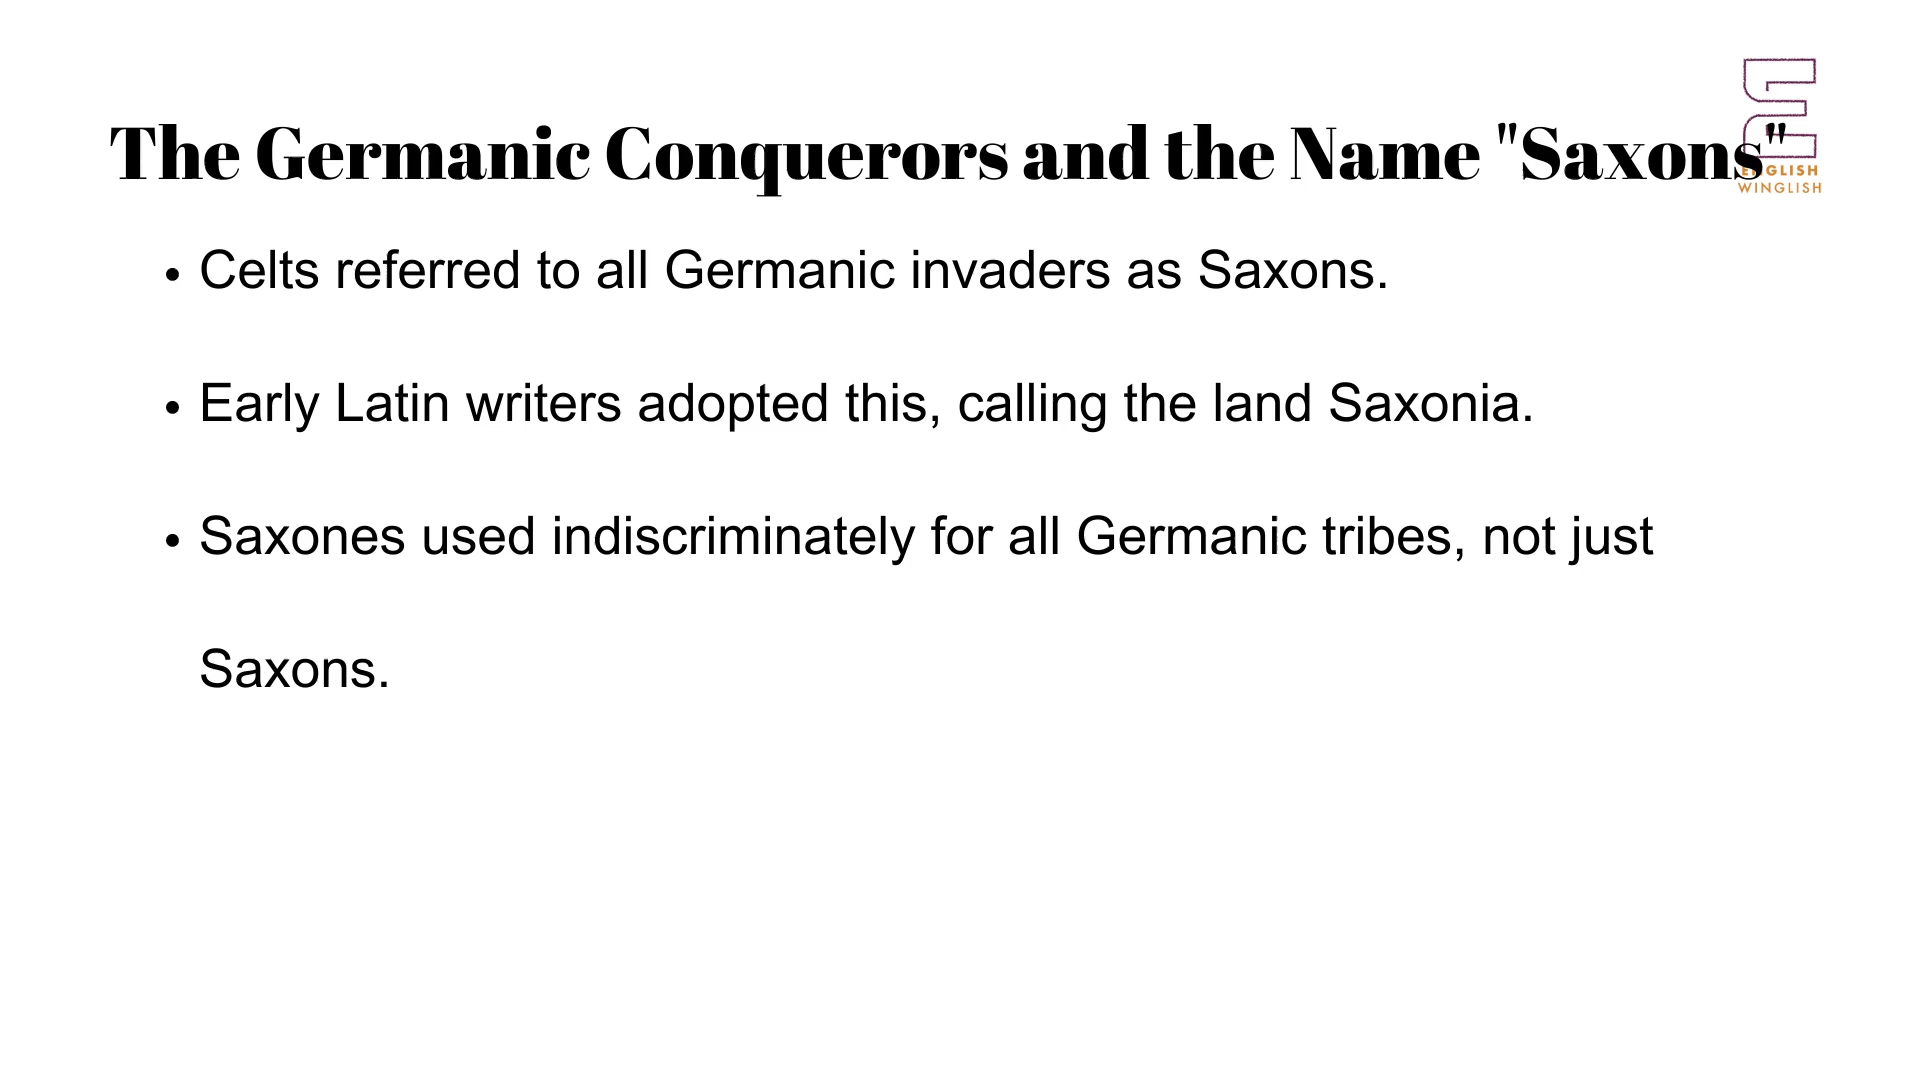 The Germanic Conquerors and the Name "Saxons"
ENGLISH
WINGLISH
• Celts referred to all Germanic invaders as Saxons.
• Early Latin writers adopted this, calling the land Saxonia.
• Saxones used indiscriminately for all Germanic tribes, not just
Saxons.